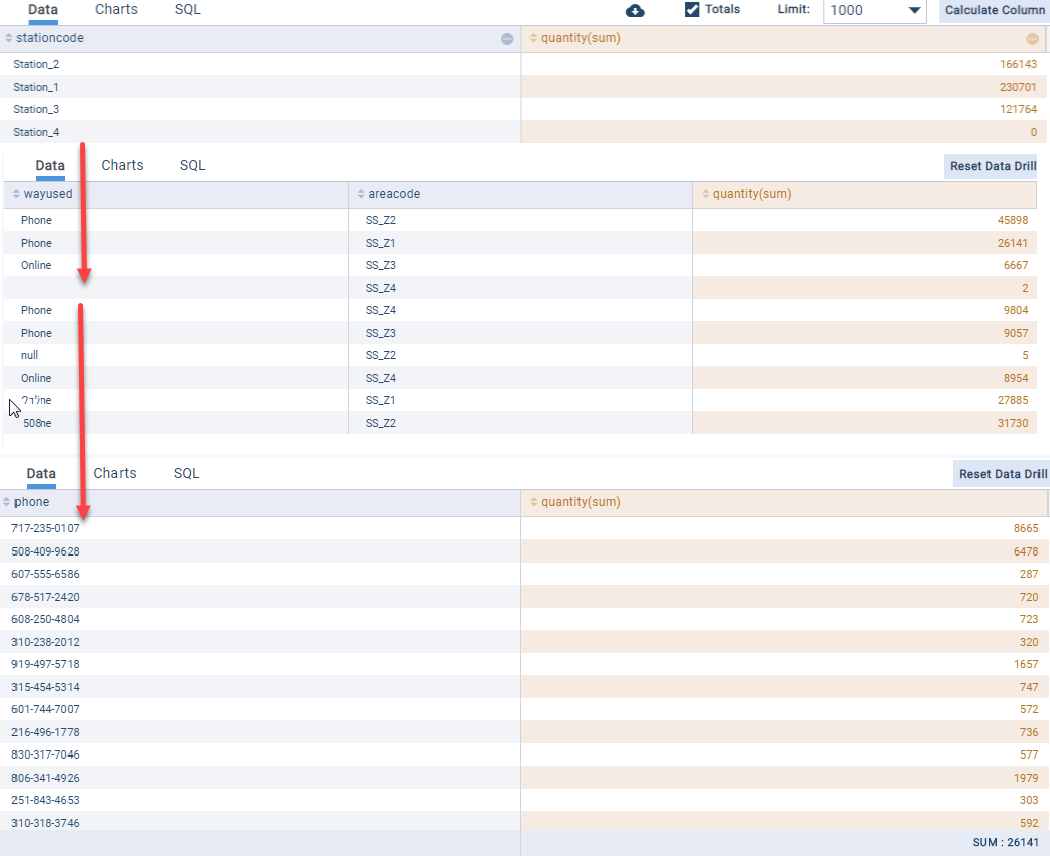 Data Charts SQL Totals Limit: 1000 Calculate Column
stationcode quantity(sum)
Station_2 166143
Station_1 230701
Station_3 121764
Station_4 0
Data Charts SQL Reset Data Drill
wayused areacode quantity(sum)
Phone SS_Z2 45898
Phone SS_Z1 26141
Online SS_Z3 6667
SS_Z4 2
Phone SS_Z4 9804
Phone SS_Z3 9057
null SS_Z2 5
Online SS_Z4 8954
SS_Z1 27885
508ne SS_Z2 31730
Data Charts SQL Reset Data Drill
phone quantity(sum)
717-235-0107 8665
508-409-9628 6478
607-555-6586 287
678-517-2420 720
608-250-4804 723
310-238-2012 320
919-497-5718 1657
315-454-5314 747
601-744-7007 572
216-496-1778 736
830-317-7046 577
806-341-4926 1979
251-843-4653 303
310-318-3746 592
SUM : 26141